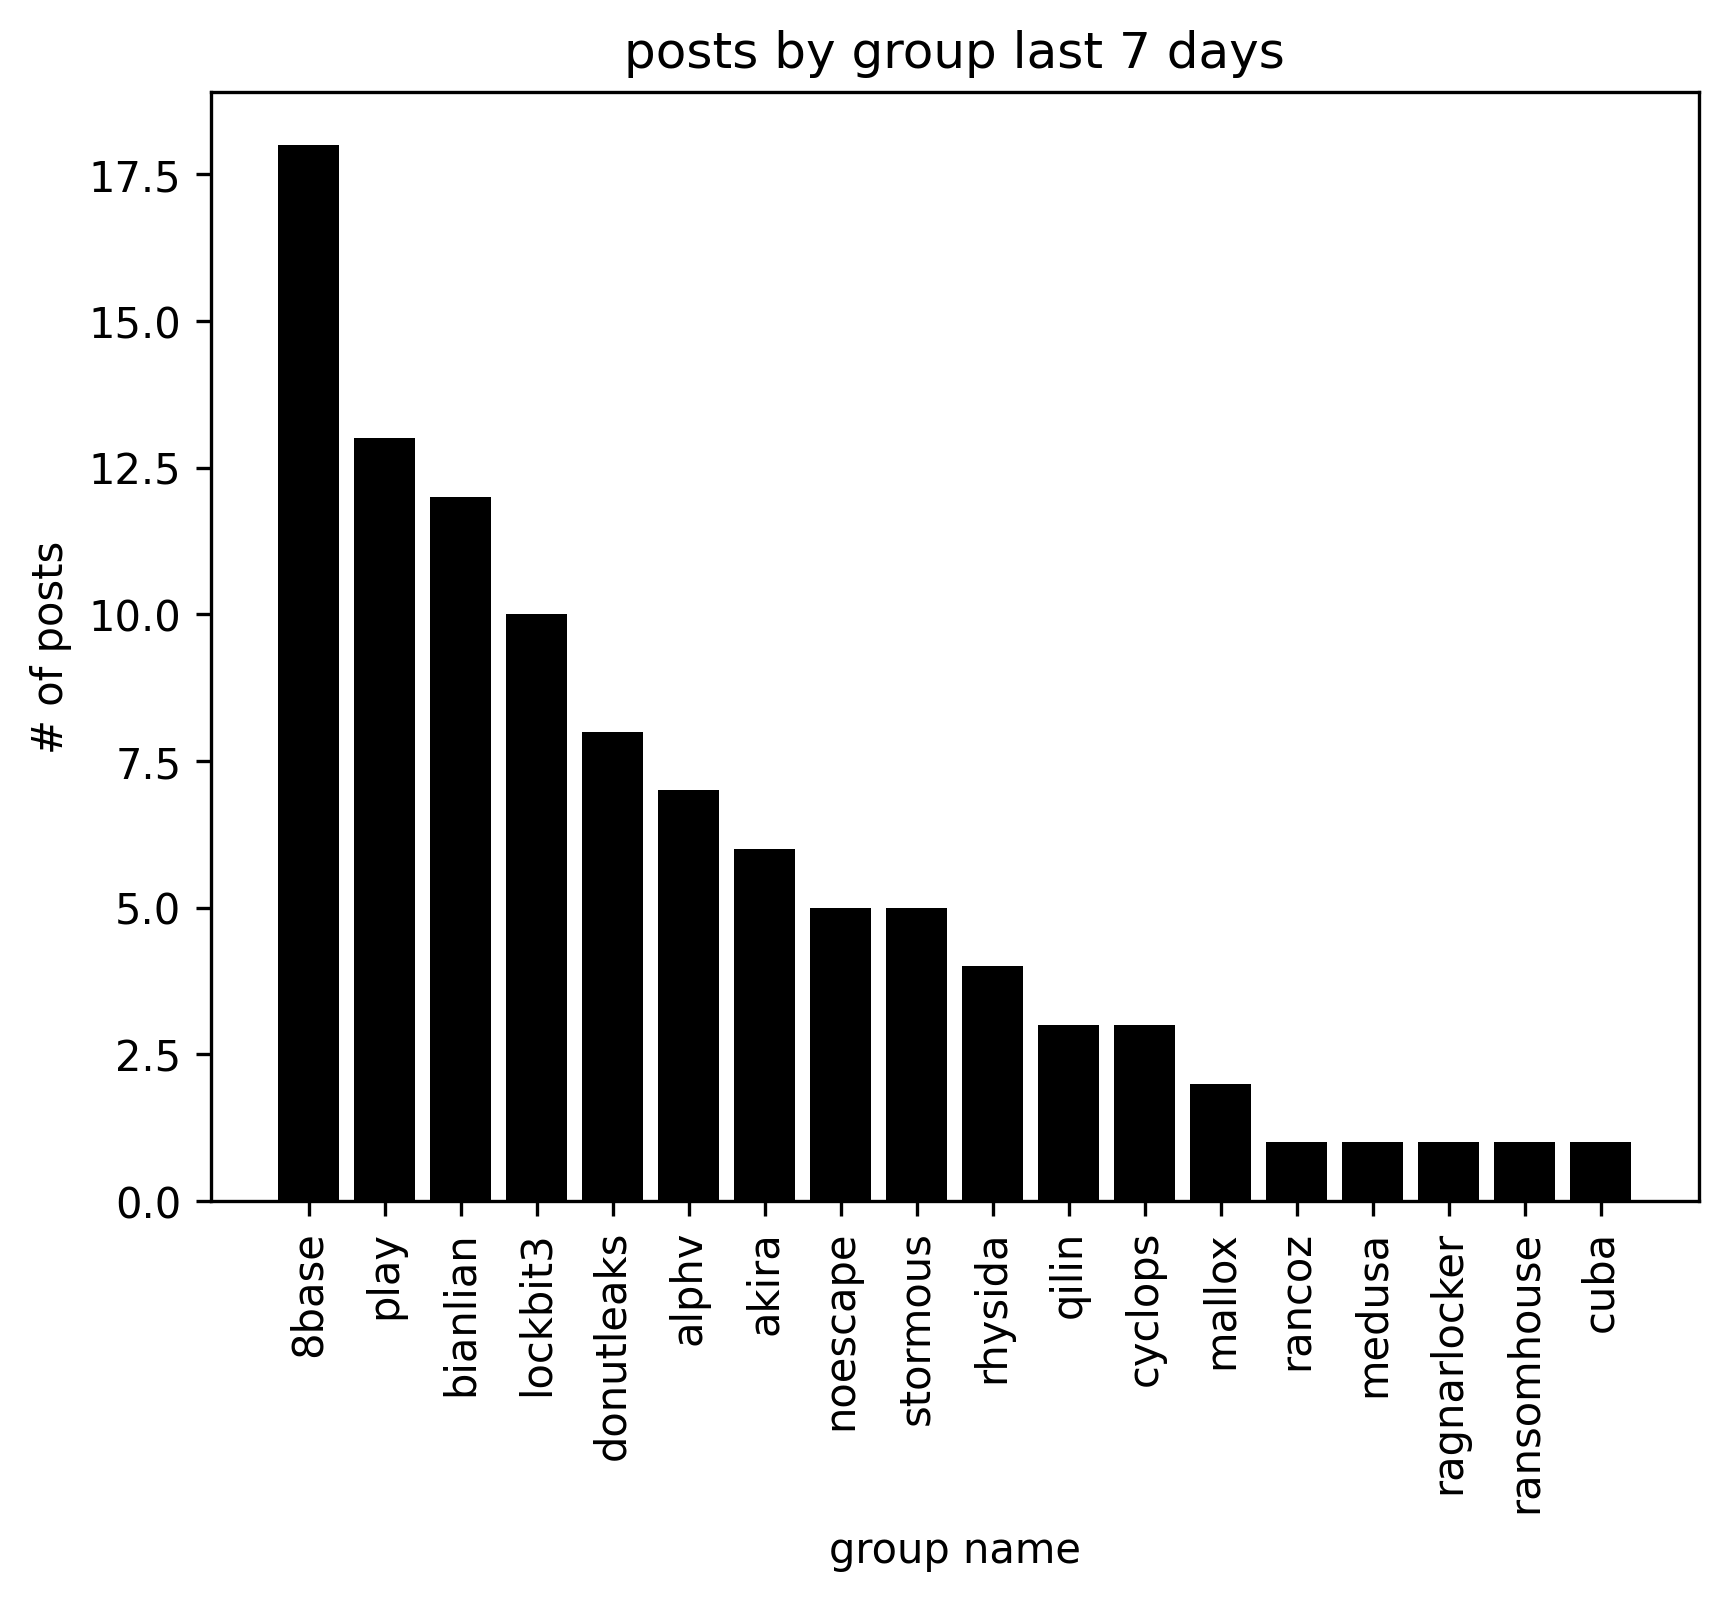 posts by group last 7 days
# of posts
17.5
15.0
12.5
10.0
7.5
5.0
2.5
0.0
8base
play
bianlian
lockbit3
donutleaks
alphv
akira
noescape
stormous
rhysida
qilin
cyclops
mallox
rancoz
medusa
ragnarlocker
ransomhouse
cuba
group name